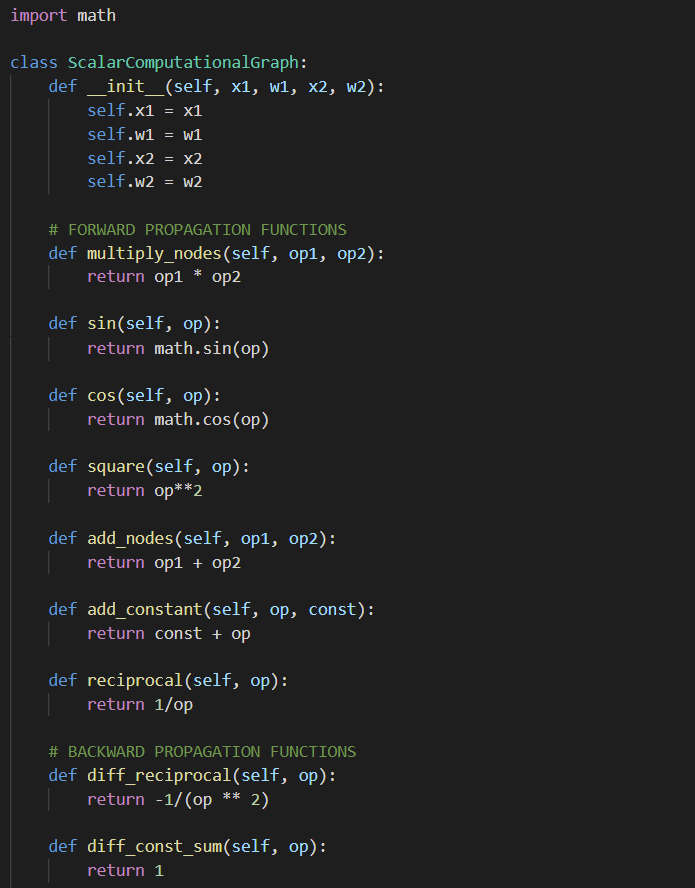 import math
class ScalarComputationalGraph:
    def __init__(self, x1, w1, x2, w2):
        self.x1 = x1
        self.w1 = w1
        self.x2 = x2
        self.w2 = w2
    # FORWARD PROPAGATION FUNCTIONS
    def multiply_nodes(self, op1, op2):
        return op1 * op2
    def sin(self, op):
        return math.sin(op)
    def cos(self, op):
        return math.cos(op)
    def square(self, op):
        return op**2
    def add_nodes(self, op1, op2):
        return op1 + op2
    def add_constant(self, op, const):
        return const + op
    def reciprocal(self, op):
        return 1/op
    # BACKWARD PROPAGATION FUNCTIONS
    def diff_reciprocal(self, op):
        return -1/(op ** 2)
    def diff_const_sum(self, op):
        return 1